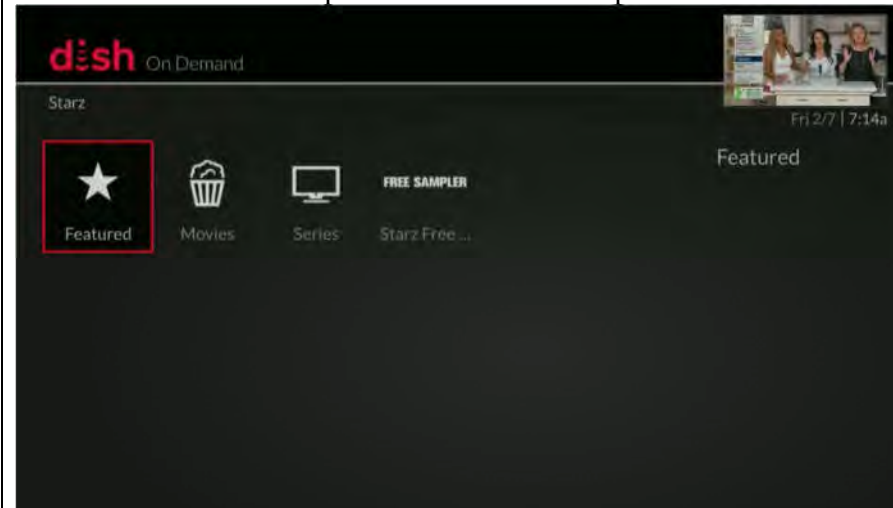 dish On Demand
Starz
Fri 2/7 | 7:14a
Featured
FREE SAMPLER
Featured Movies Series Starz Free ...